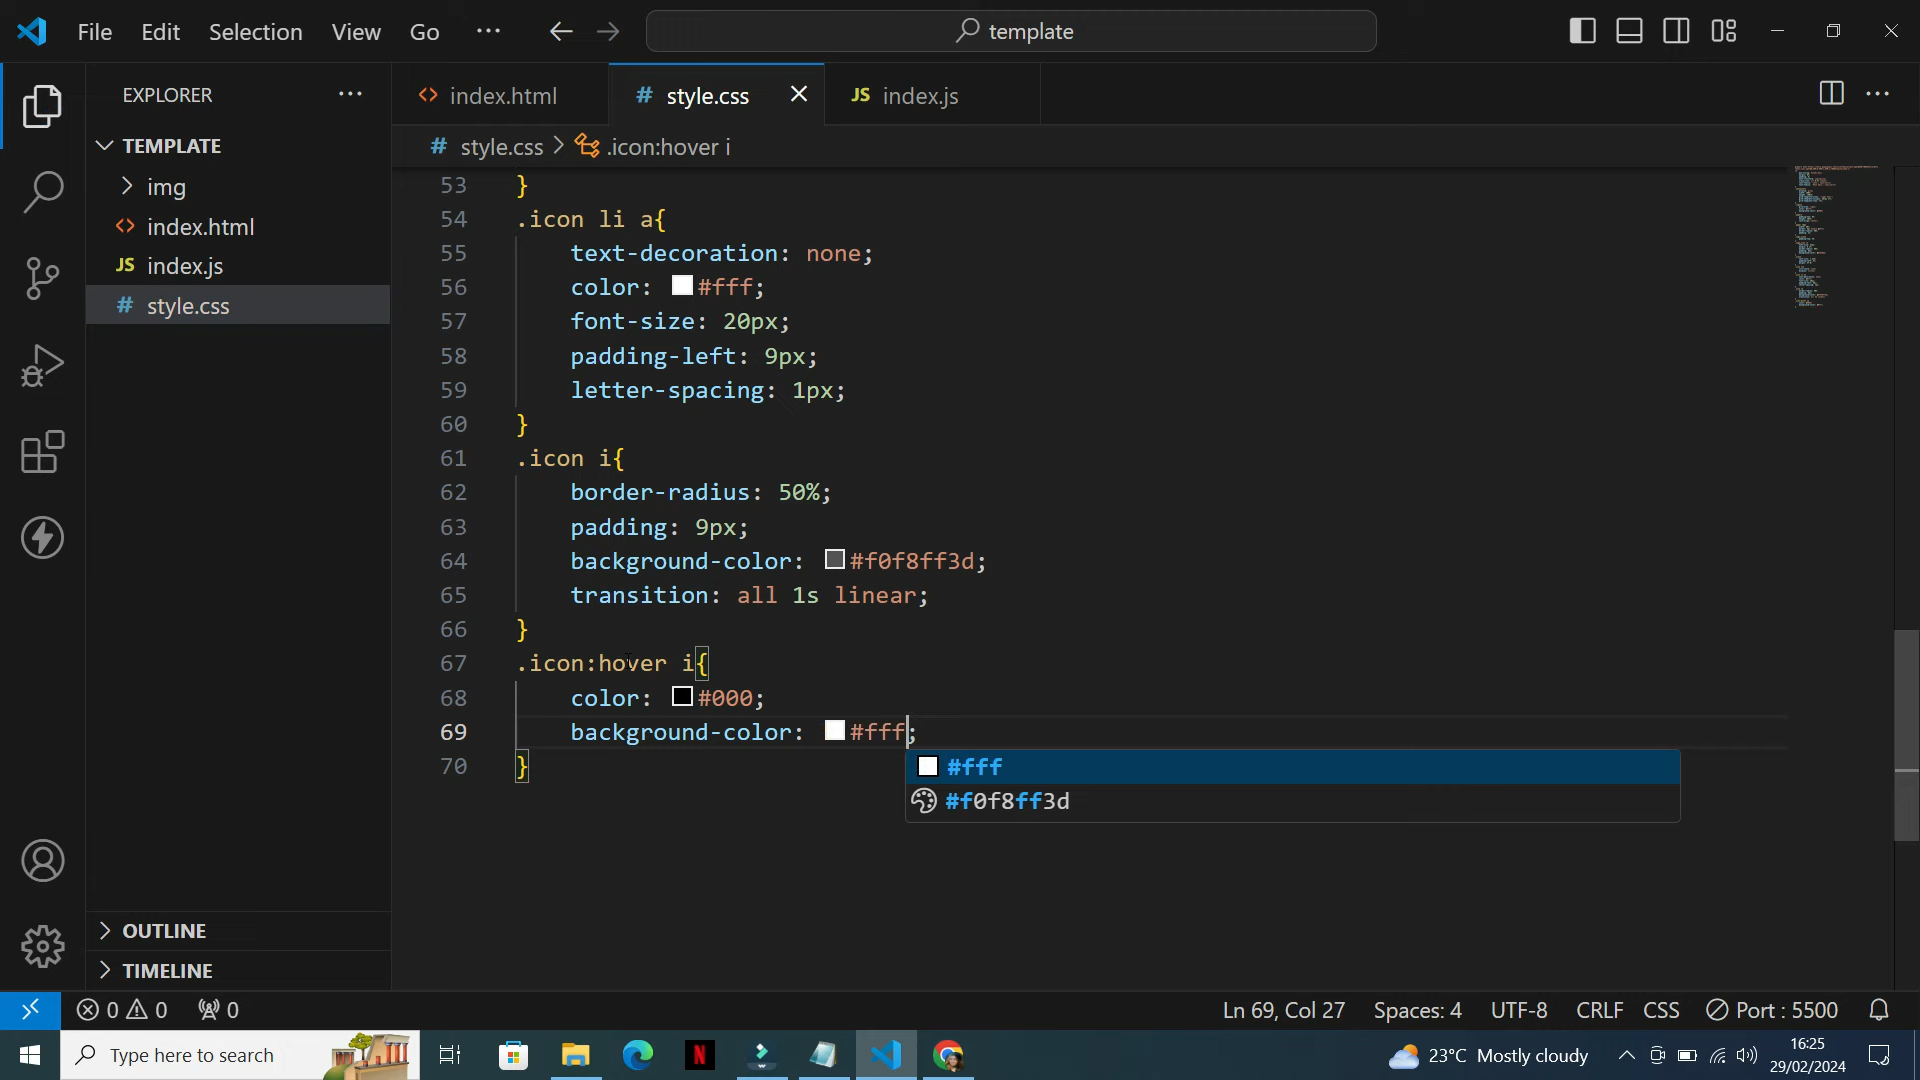 File Edit Selection View Go ··· template
EXPLORER ···
index.html
style.css
JS index.js
# style.css > .icon:hover i
TEMPLATE
img
index.html
JS index.js
# style.css
53 }
54 .icon li a{
55 text-decoration: none;
56 color: #fff;
57 font-size: 20px;
58 padding-left: 9px;
59 letter-spacing: 1px;
60 }
61 .icon i{
62 border-radius: 50%;
63 padding: 9px;
64 background-color: #f0f8ff3d;
65 transition: all 1s linear;
66 }
67 .icon:hover i{
68 color: #000;
69 background-color: #fff;
70 }
#fff
#f0f8ff3d
OUTLINE
TIMELINE
0 0 0
Ln 69, Col 27 Spaces: 4 UTF-8 CRLF CSS Port : 5500
Type here to search
23°C Mostly cloudy
16:25
29/02/2024